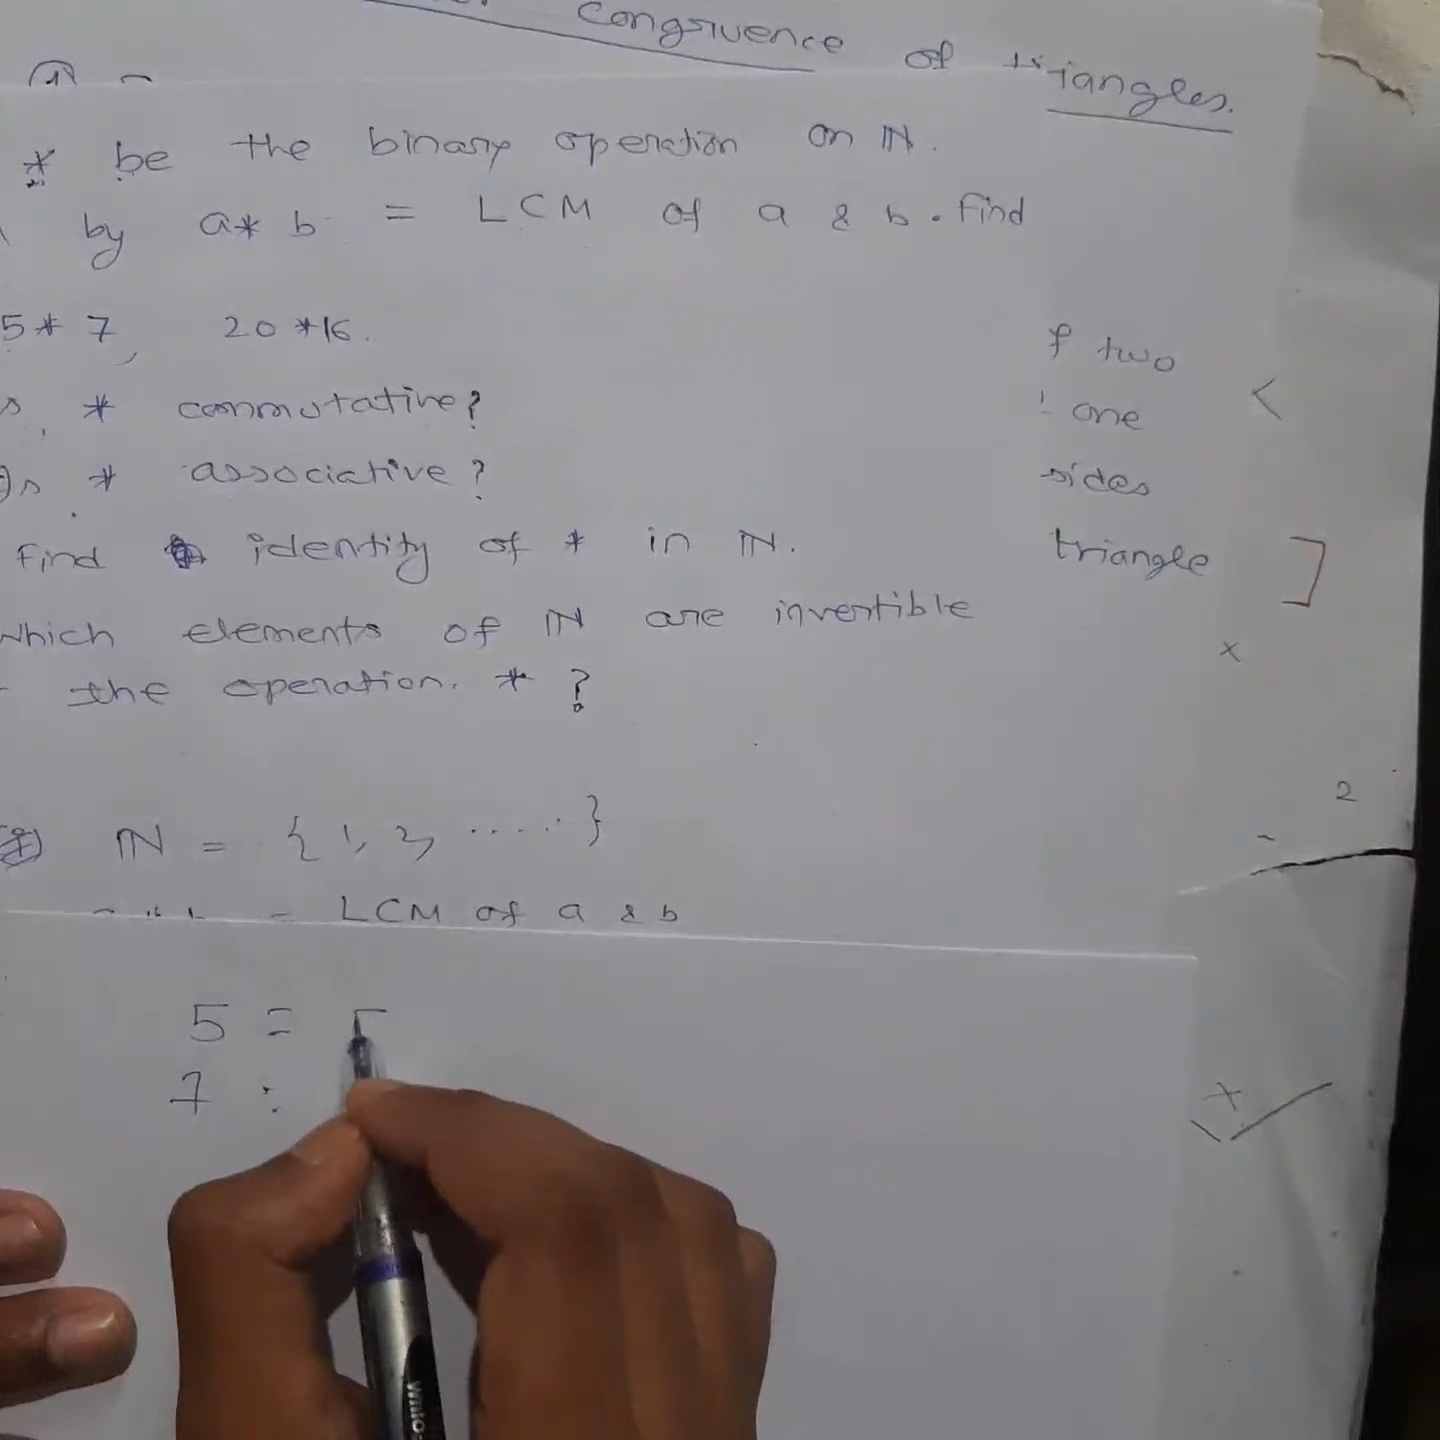 Congruence of triangles.
* be the binary operation on ℕ.
by a * b = LCM of a & b. Find
5 * 7, 20 * 16.
* commutative?
* associative?
Find identity of * in ℕ.
Which elements of ℕ are invertible
the operation. * ?
f two
one
sides
triangle ]
<
x
2
ℕ = { 1, 2, ..... }
= LCM of a & b
5 =
7 :